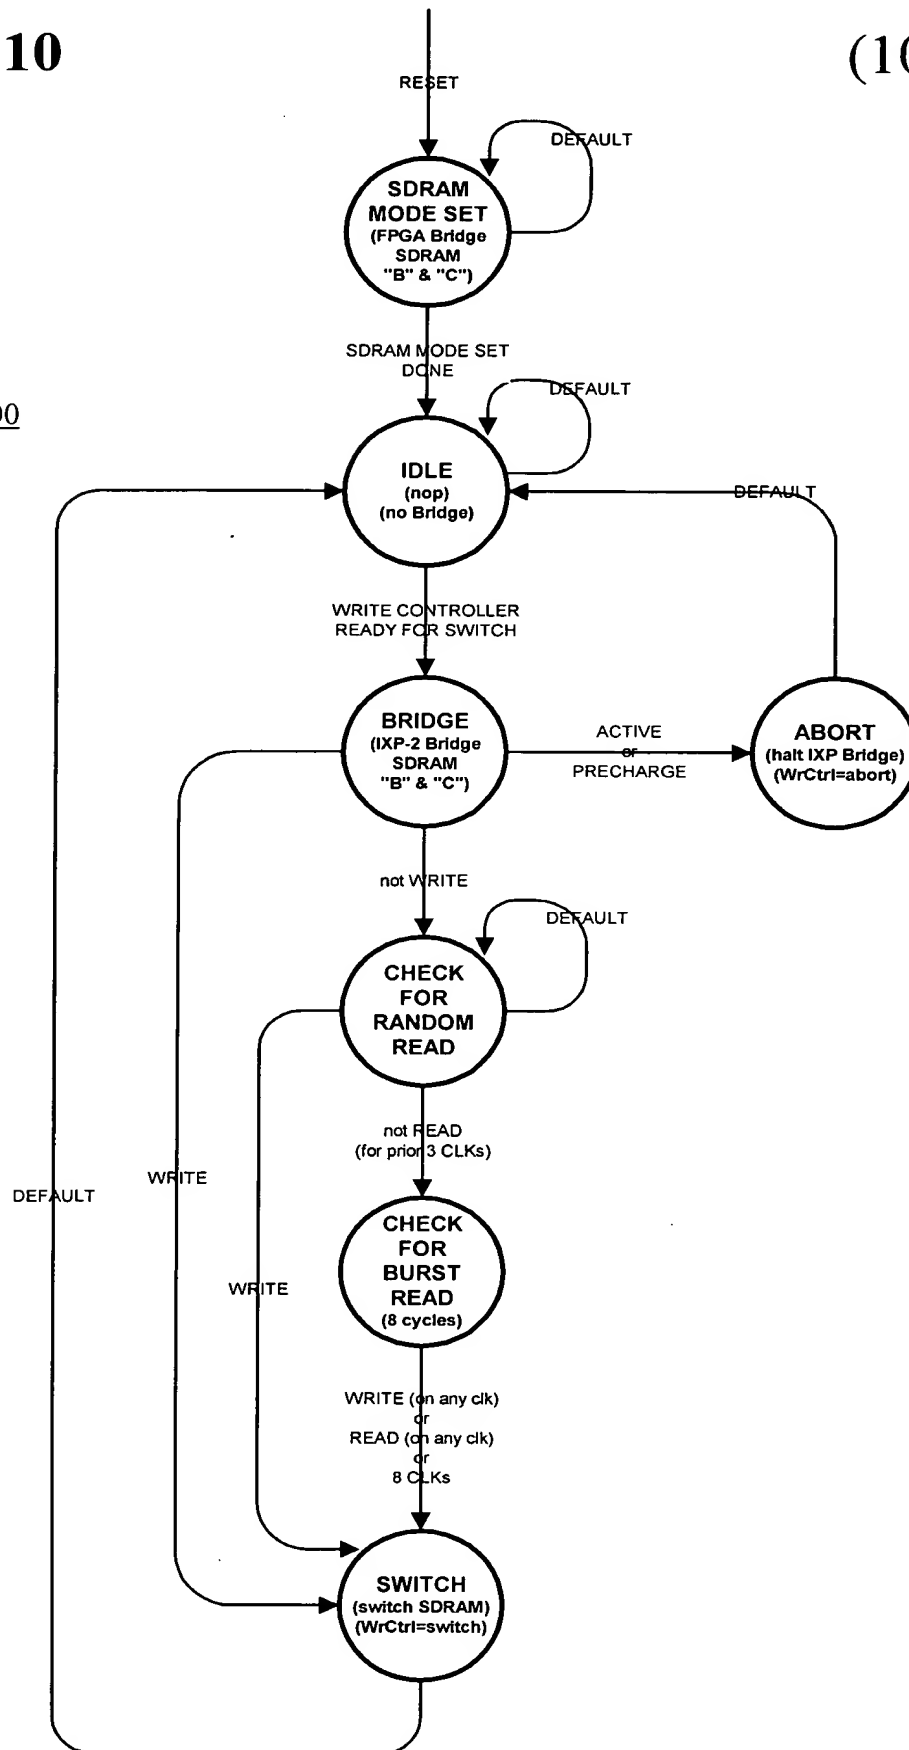 10
(10
RESET
DEFAULT
SDRAM
MODE SET
(FPGA Bridge
SDRAM
"B" & "C")
SDRAM MODE SET
DONE
DEFAULT
00
IDLE
(nop)
(no Bridge)
DEFAULT
WRITE CONTROLLER
READY FOR SWITCH
BRIDGE
(IXP-2 Bridge
SDRAM
"B" & "C")
ACTIVE
or
PRECHARGE
ABORT
(halt IXP Bridge)
(WrCtrl=abort)
not WRITE
DEFAULT
CHECK
FOR
RANDOM
READ
not READ
(for prior 3 CLKs)
WRITE
DEFAULT
CHECK
FOR
BURST
READ
(8 cycles)
WRITE
WRITE (on any clk)
or
READ (on any clk)
or
8 CLKs
SWITCH
(switch SDRAM)
(WrCtrl=switch)